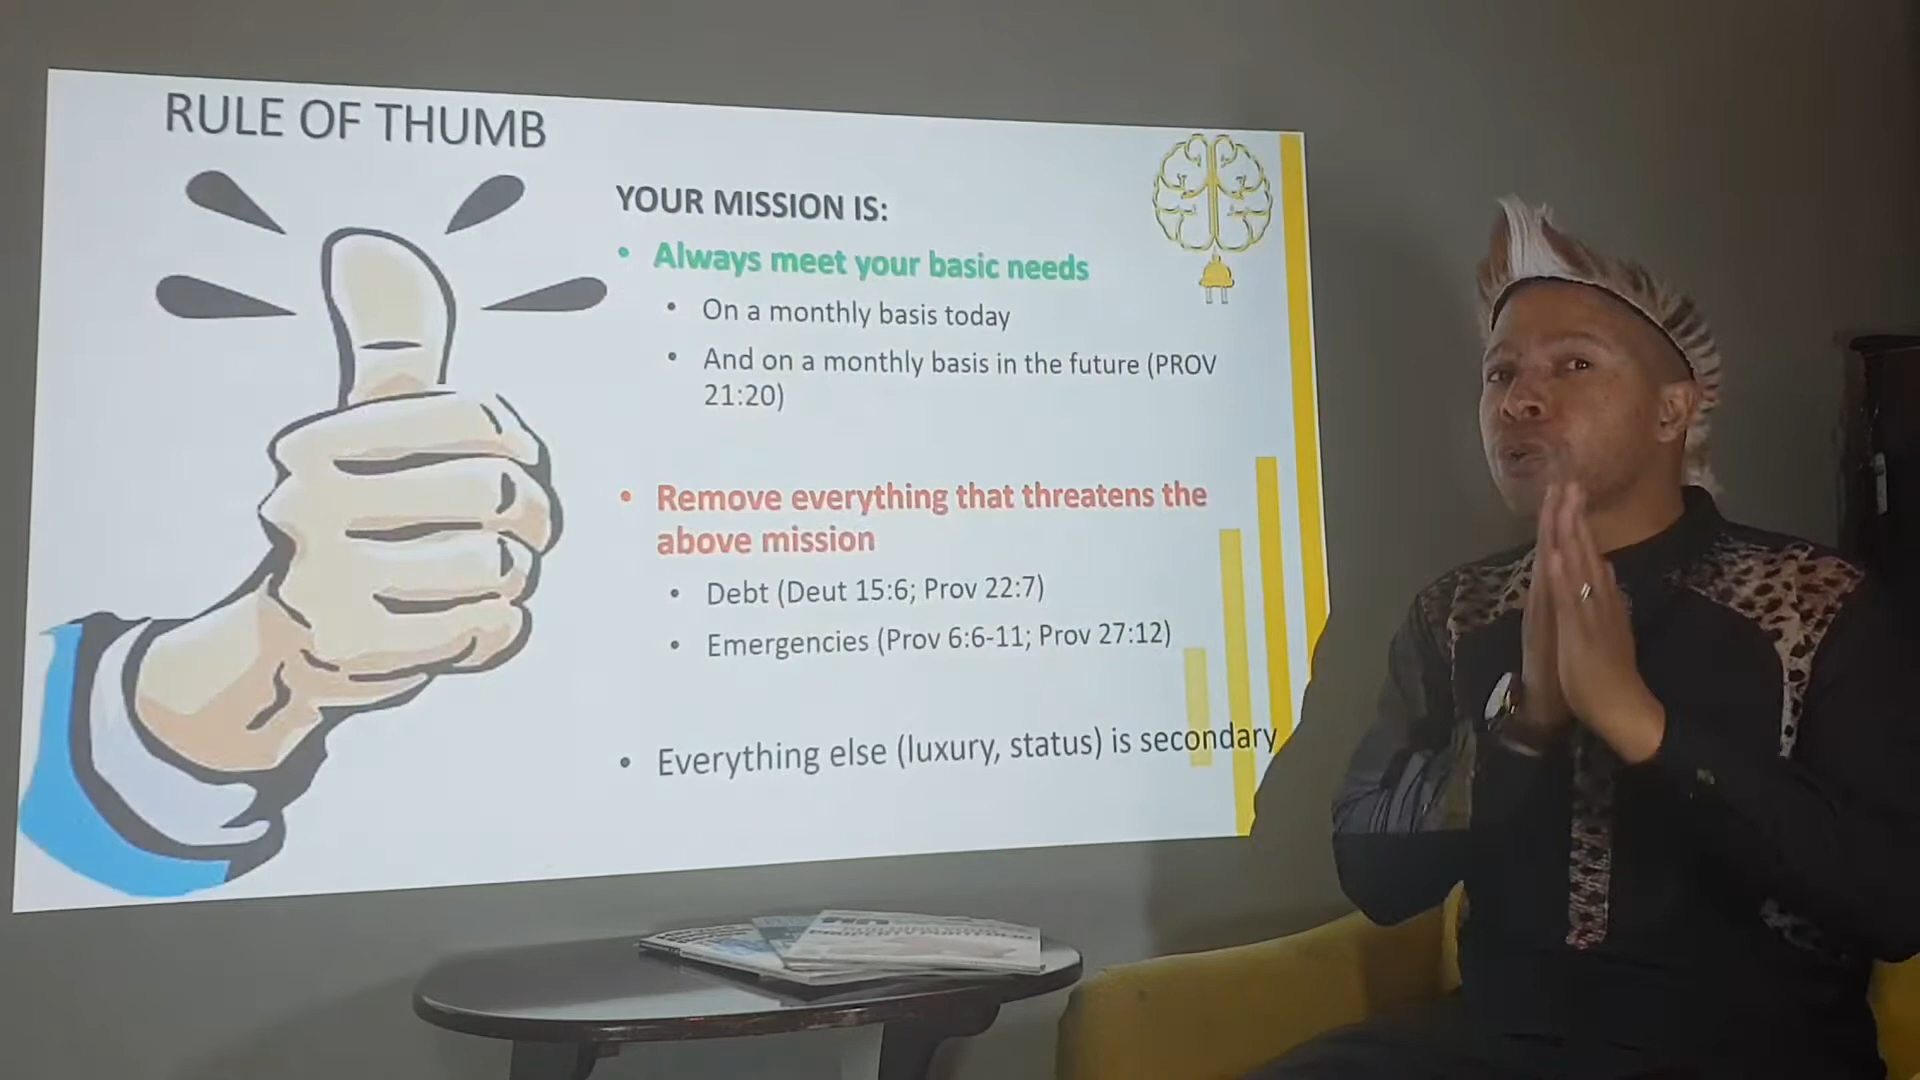 RULE OF THUMB
YOUR MISSION IS:
• Always meet your basic needs
• On a monthly basis today
• And on a monthly basis in the future (PROV
21:20)
• Remove everything that threatens the
above mission
• Debt (Deut 15:6; Prov 22:7)
• Emergencies (Prov 6:6-11; Prov 27:12)
• Everything else (luxury, status) is secondary